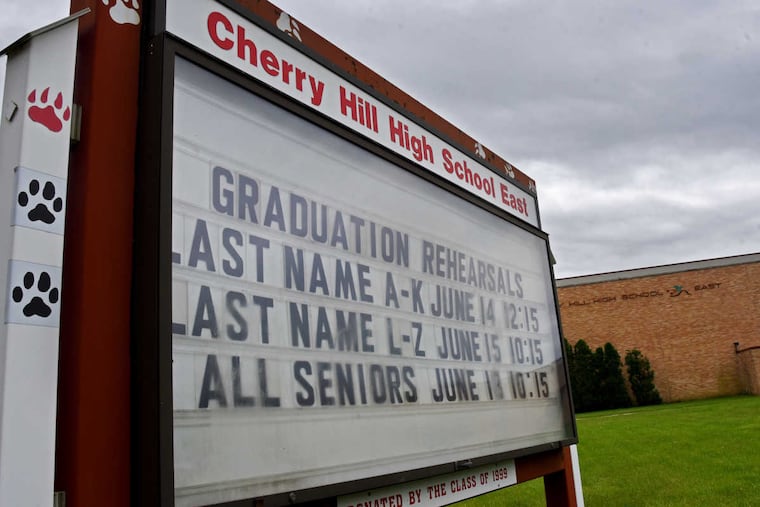 Cherry Hill High School East
GRADUATION REHEARSALS
LAST NAME A-K JUNE 14 12:15
LAST NAME L-Z JUNE 15 10:15
ALL SENIORS JUNE 10:15
DONATED BY THE CLASS OF 1999
HILL HIGH SCHOOL EAST